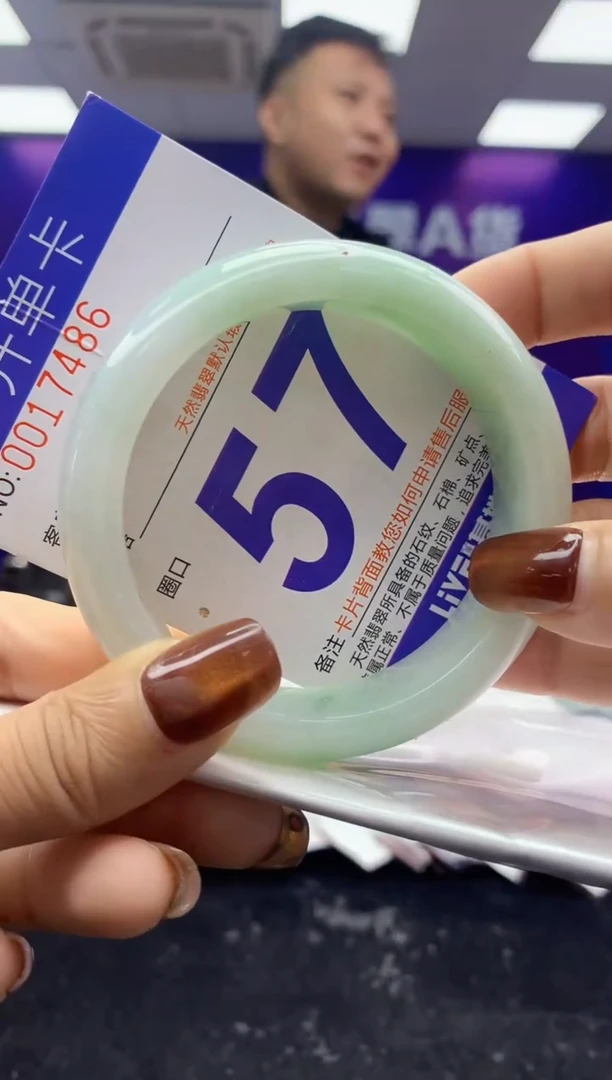 开单卡
NO:0017486
天然翡翠默认
57
圈口
备注 卡片背面教您如何申请售后服
天然翡翠所具备的石纹、石棉、矿点、
属正常、不属于质量问题，追求完美
A货